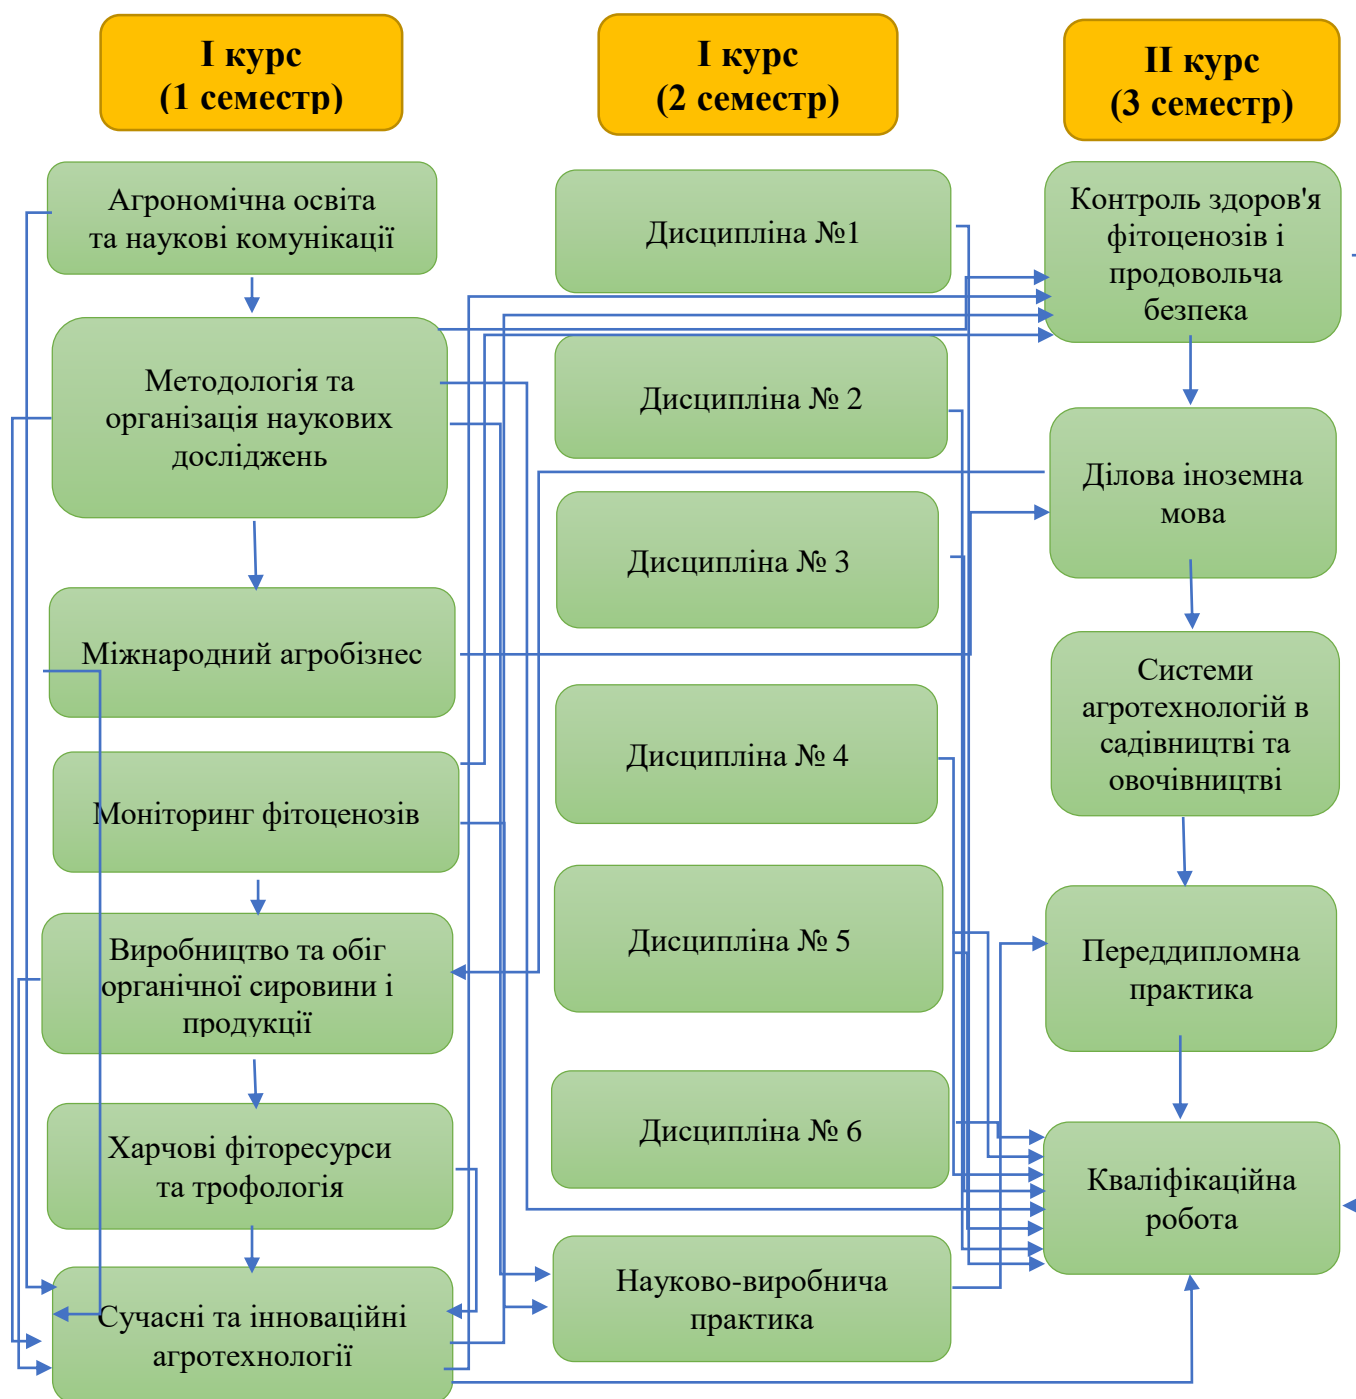 І курс
(1 семестр)
Агрономічна освіта
та наукові комунікації
Методологія та
організація наукових
досліджень
Міжнародний агробізнес
Моніторинг фітоценозів
Виробництво та обіг
органічної сировини і
продукції
Харчові фіторесурси
та трофологія
Сучасні та інноваційні
агротехнології
І курс
(2 семестр)
Дисципліна №1
Дисципліна № 2
Дисципліна № 3
Дисципліна № 4
Дисципліна № 5
Дисципліна № 6
Науково-виробнича
практика
ІІ курс
(3 семестр)
Контроль здоров'я
фітоценозів і
продовольча
безпека
Ділова іноземна
мова
Системи
агротехнологій в
садівництві та
овочівництві
Переддипломна
практика
Кваліфікаційна
робота